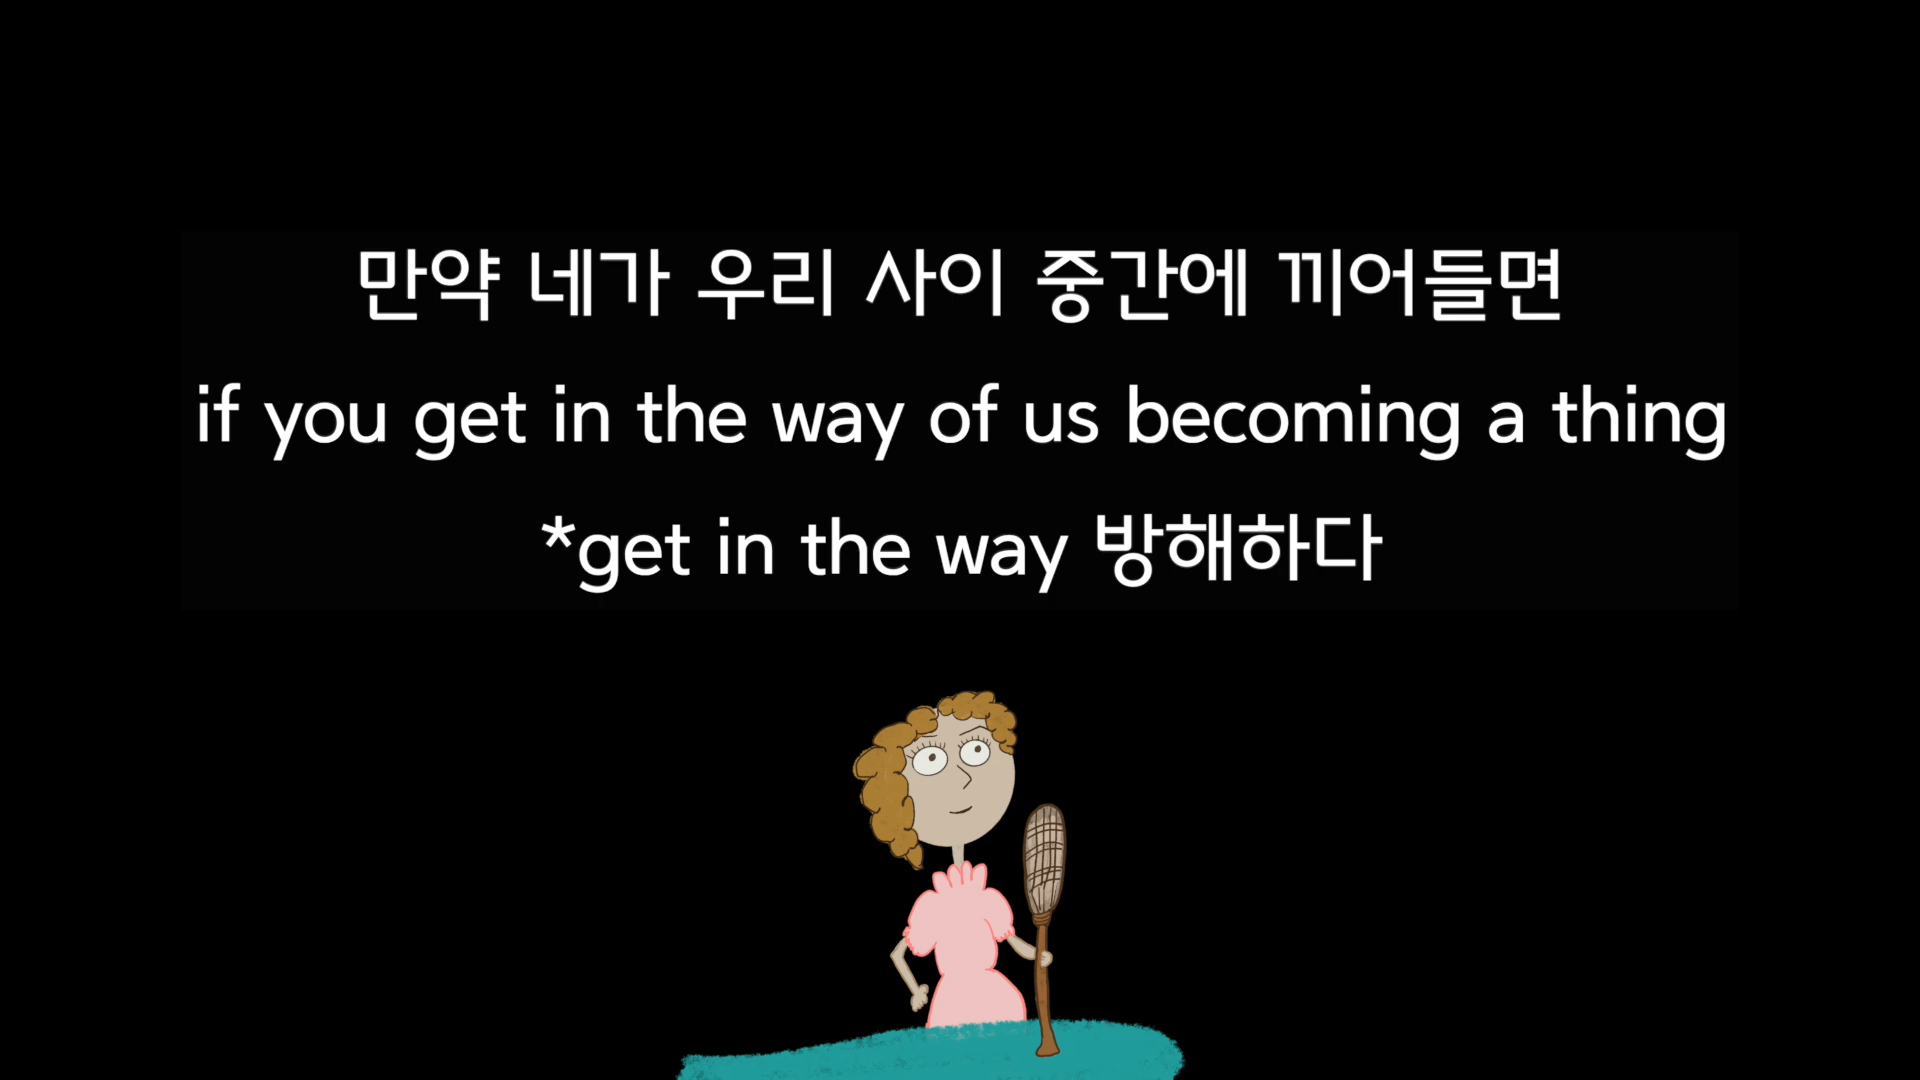 만약 네가 우리 사이 중간에 끼어들면
if you get in the way of us becoming a thing
*get in the way 방해하다